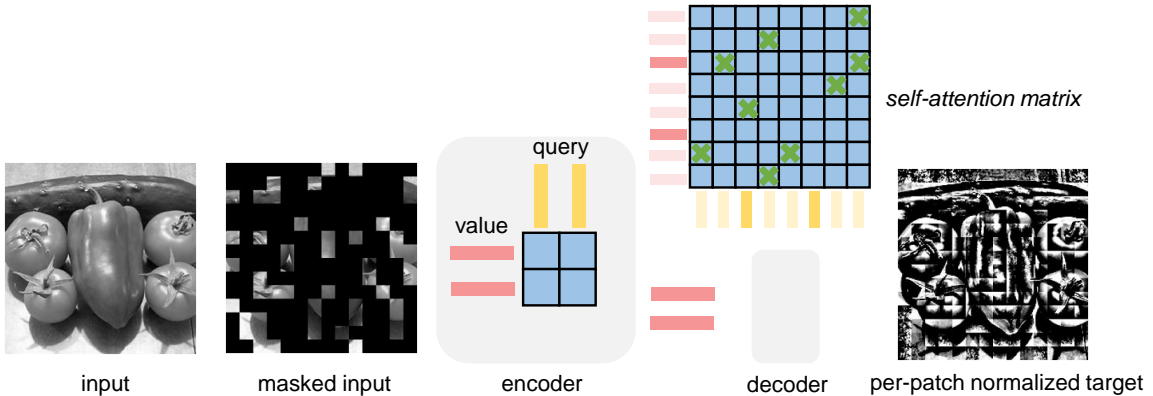 self-attention matrix
query
value
input
masked input
encoder
decoder
per-patch normalized target